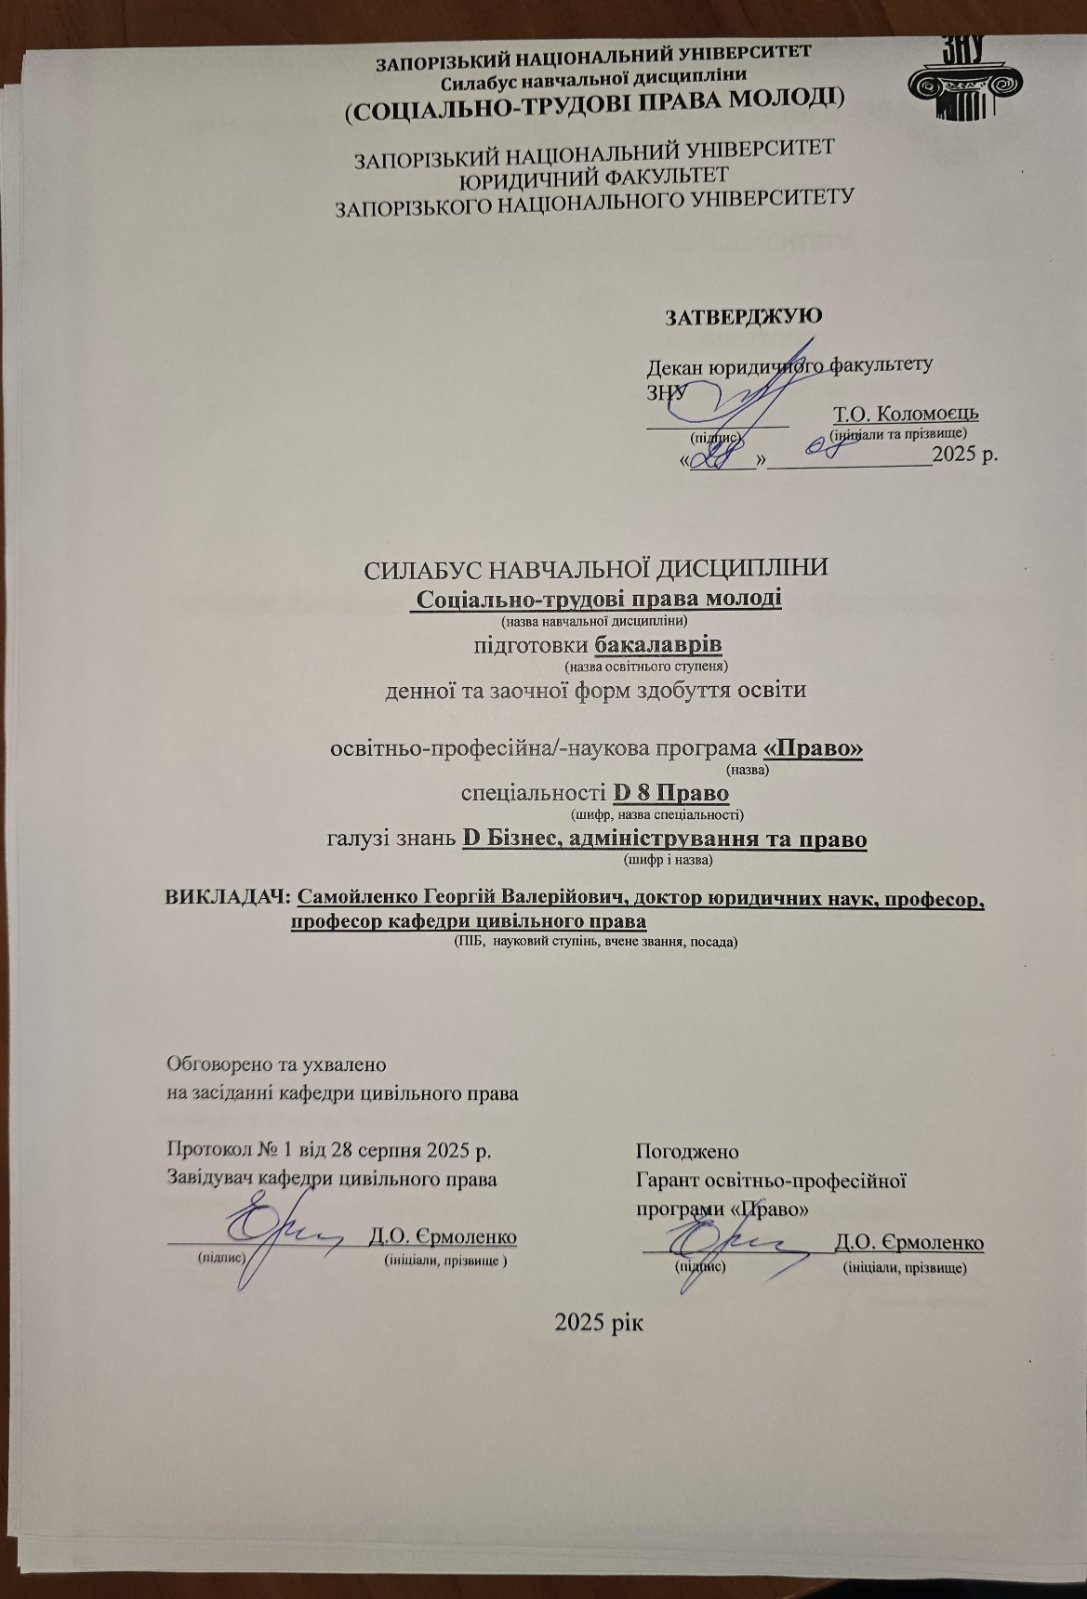 ЗАПОРІЗЬКИЙ НАЦІОНАЛЬНИЙ УНІВЕРСИТЕТ
Силабус навчальної дисципліни
(СОЦІАЛЬНО-ТРУДОВІ ПРАВА МОЛОДІ)
ЗНУ
ЗАПОРІЗЬКИЙ НАЦІОНАЛЬНИЙ УНІВЕРСИТЕТ
ЮРИДИЧНИЙ ФАКУЛЬТЕТ
ЗАПОРІЗЬКОГО НАЦІОНАЛЬНОГО УНІВЕРСИТЕТУ
ЗАТВЕРДЖУЮ
Декан юридичного факультету
ЗНУ
Т.О. Коломоєць
(підпис) (ініціали та прізвище)
«28» 08 2025 р.
СИЛАБУС НАВЧАЛЬНОЇ ДИСЦИПЛІНИ
Соціально-трудові права молоді
(назва навчальної дисципліни)
підготовки бакалаврів
(назва освітнього ступеня)
денної та заочної форм здобуття освіти
освітньо-професійна/-наукова програма «Право»
(назва)
спеціальності D 8 Право
(шифр, назва спеціальності)
галузі знань D Бізнес, адміністрування та право
(шифр і назва)
ВИКЛАДАЧ: Самойленко Георгій Валерійович, доктор юридичних наук, професор,
професор кафедри цивільного права
(ПІБ, науковий ступінь, вчене звання, посада)
Обговорено та ухвалено
на засіданні кафедри цивільного права
Протокол № 1 від 28 серпня 2025 р.
Завідувач кафедри цивільного права
Д.О. Єрмоленко
(підпис) (ініціали, прізвище )
Погоджено
Гарант освітньо-професійної
програми «Право»
Д.О. Єрмоленко
(підпис) (ініціали, прізвище)
2025 рік